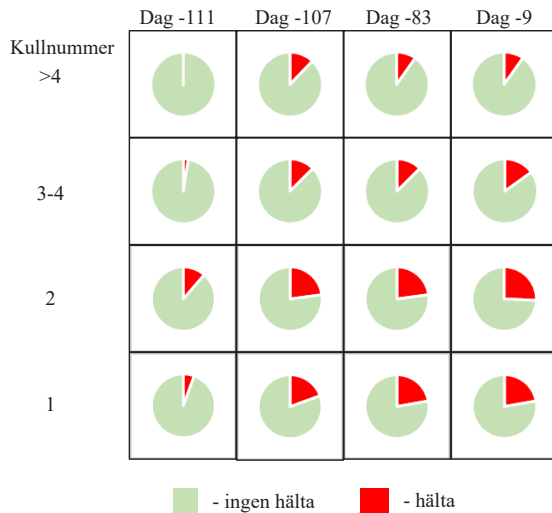 Dag -111 Dag -107 Dag -83 Dag -9
Kullnummer
>4
3-4
2
1
- ingen hälta - hälta